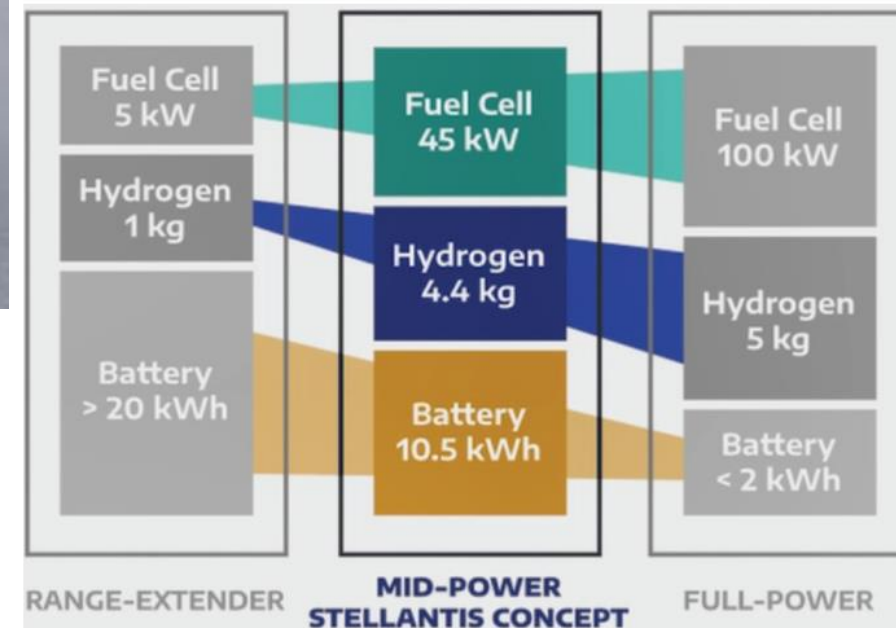 Fuel Cell
5 kW
Hydrogen
1 kg
Battery
> 20 kWh
RANGE-EXTENDER
Fuel Cell
45 kW
Hydrogen
4.4 kg
Battery
10.5 kWh
MID-POWER
STELLANTIS CONCEPT
Fuel Cell
100 kW
Hydrogen
5 kg
Battery
< 2 kWh
FULL-POWER